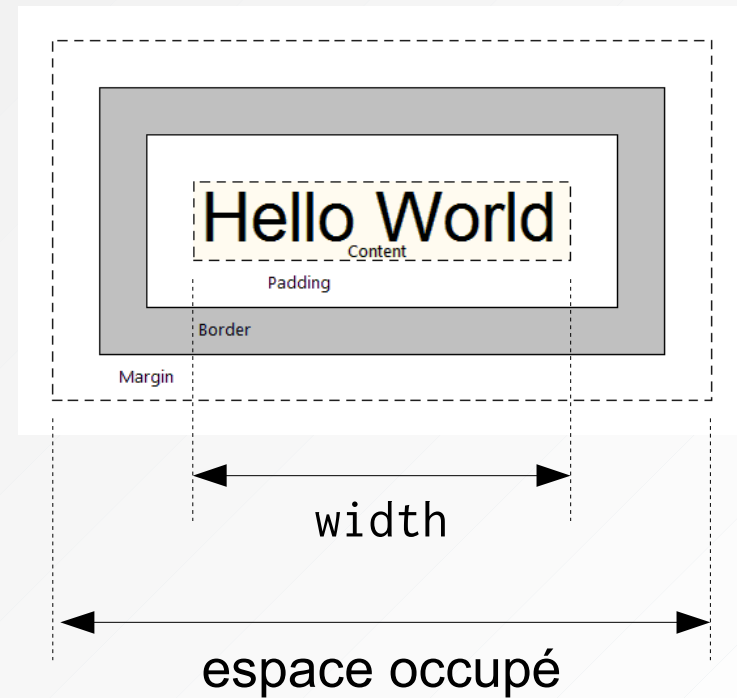 Hello World
Content
Padding
Border
Margin
width
espace occupé